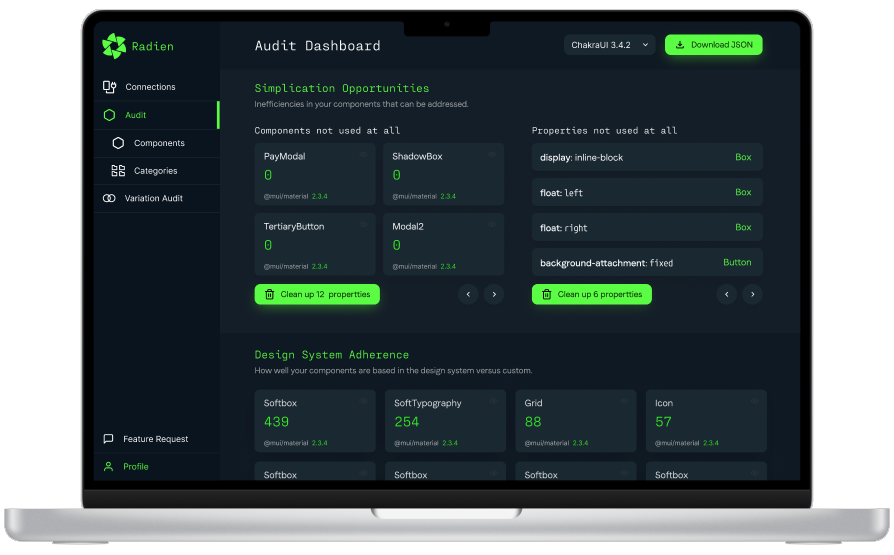 Radien
Audit Dashboard
ChakraUI 3.4.2
Download JSON
Connections
Audit
Components
Categories
Variation Audit
Feature Request
Profile
Simplication Opportunities
Inefficiencies in your components that can be addressed.
Components not used at all
PayModal
0
@mui/material 2.3.4
ShadowBox
0
@mui/material 2.3.4
TertiaryButton
0
@mui/material 2.3.4
Modal2
0
@mui/material 2.3.4
Clean up 12 propertties
Properties not used at all
display: inline-block Box
float: left Box
float: right Box
background-attachment: fixed Button
Clean up 6 propertties
Design System Adherence
How well your components are based in the design system versus custom.
Softbox
439
@mui/material 2.3.4
SoftTypography
254
@mui/material 2.3.4
Grid
88
@mui/material 2.3.4
Icon
57
@mui/material 2.3.4
Softbox
Softbox
Softbox
Softbox